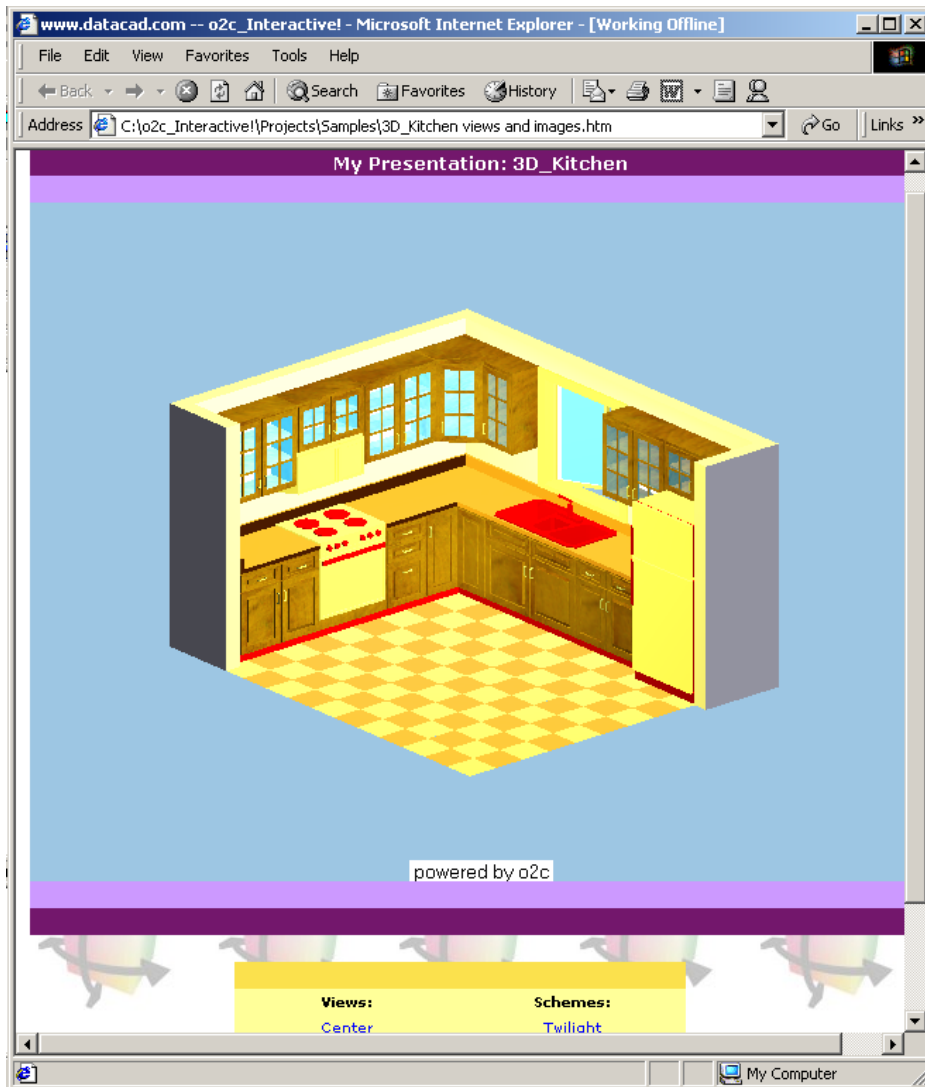 www.datacad.com -- o2c_Interactive! - Microsoft Internet Explorer - [Working Offline]
File Edit View Favorites Tools Help
Back Search Favorites History
Address C:\o2c_Interactive!\Projects\Samples\3D_Kitchen views and images.htm Go Links »
My Presentation: 3D_Kitchen
powered by o2c
Views: Schemes:
Center Twilight
My Computer